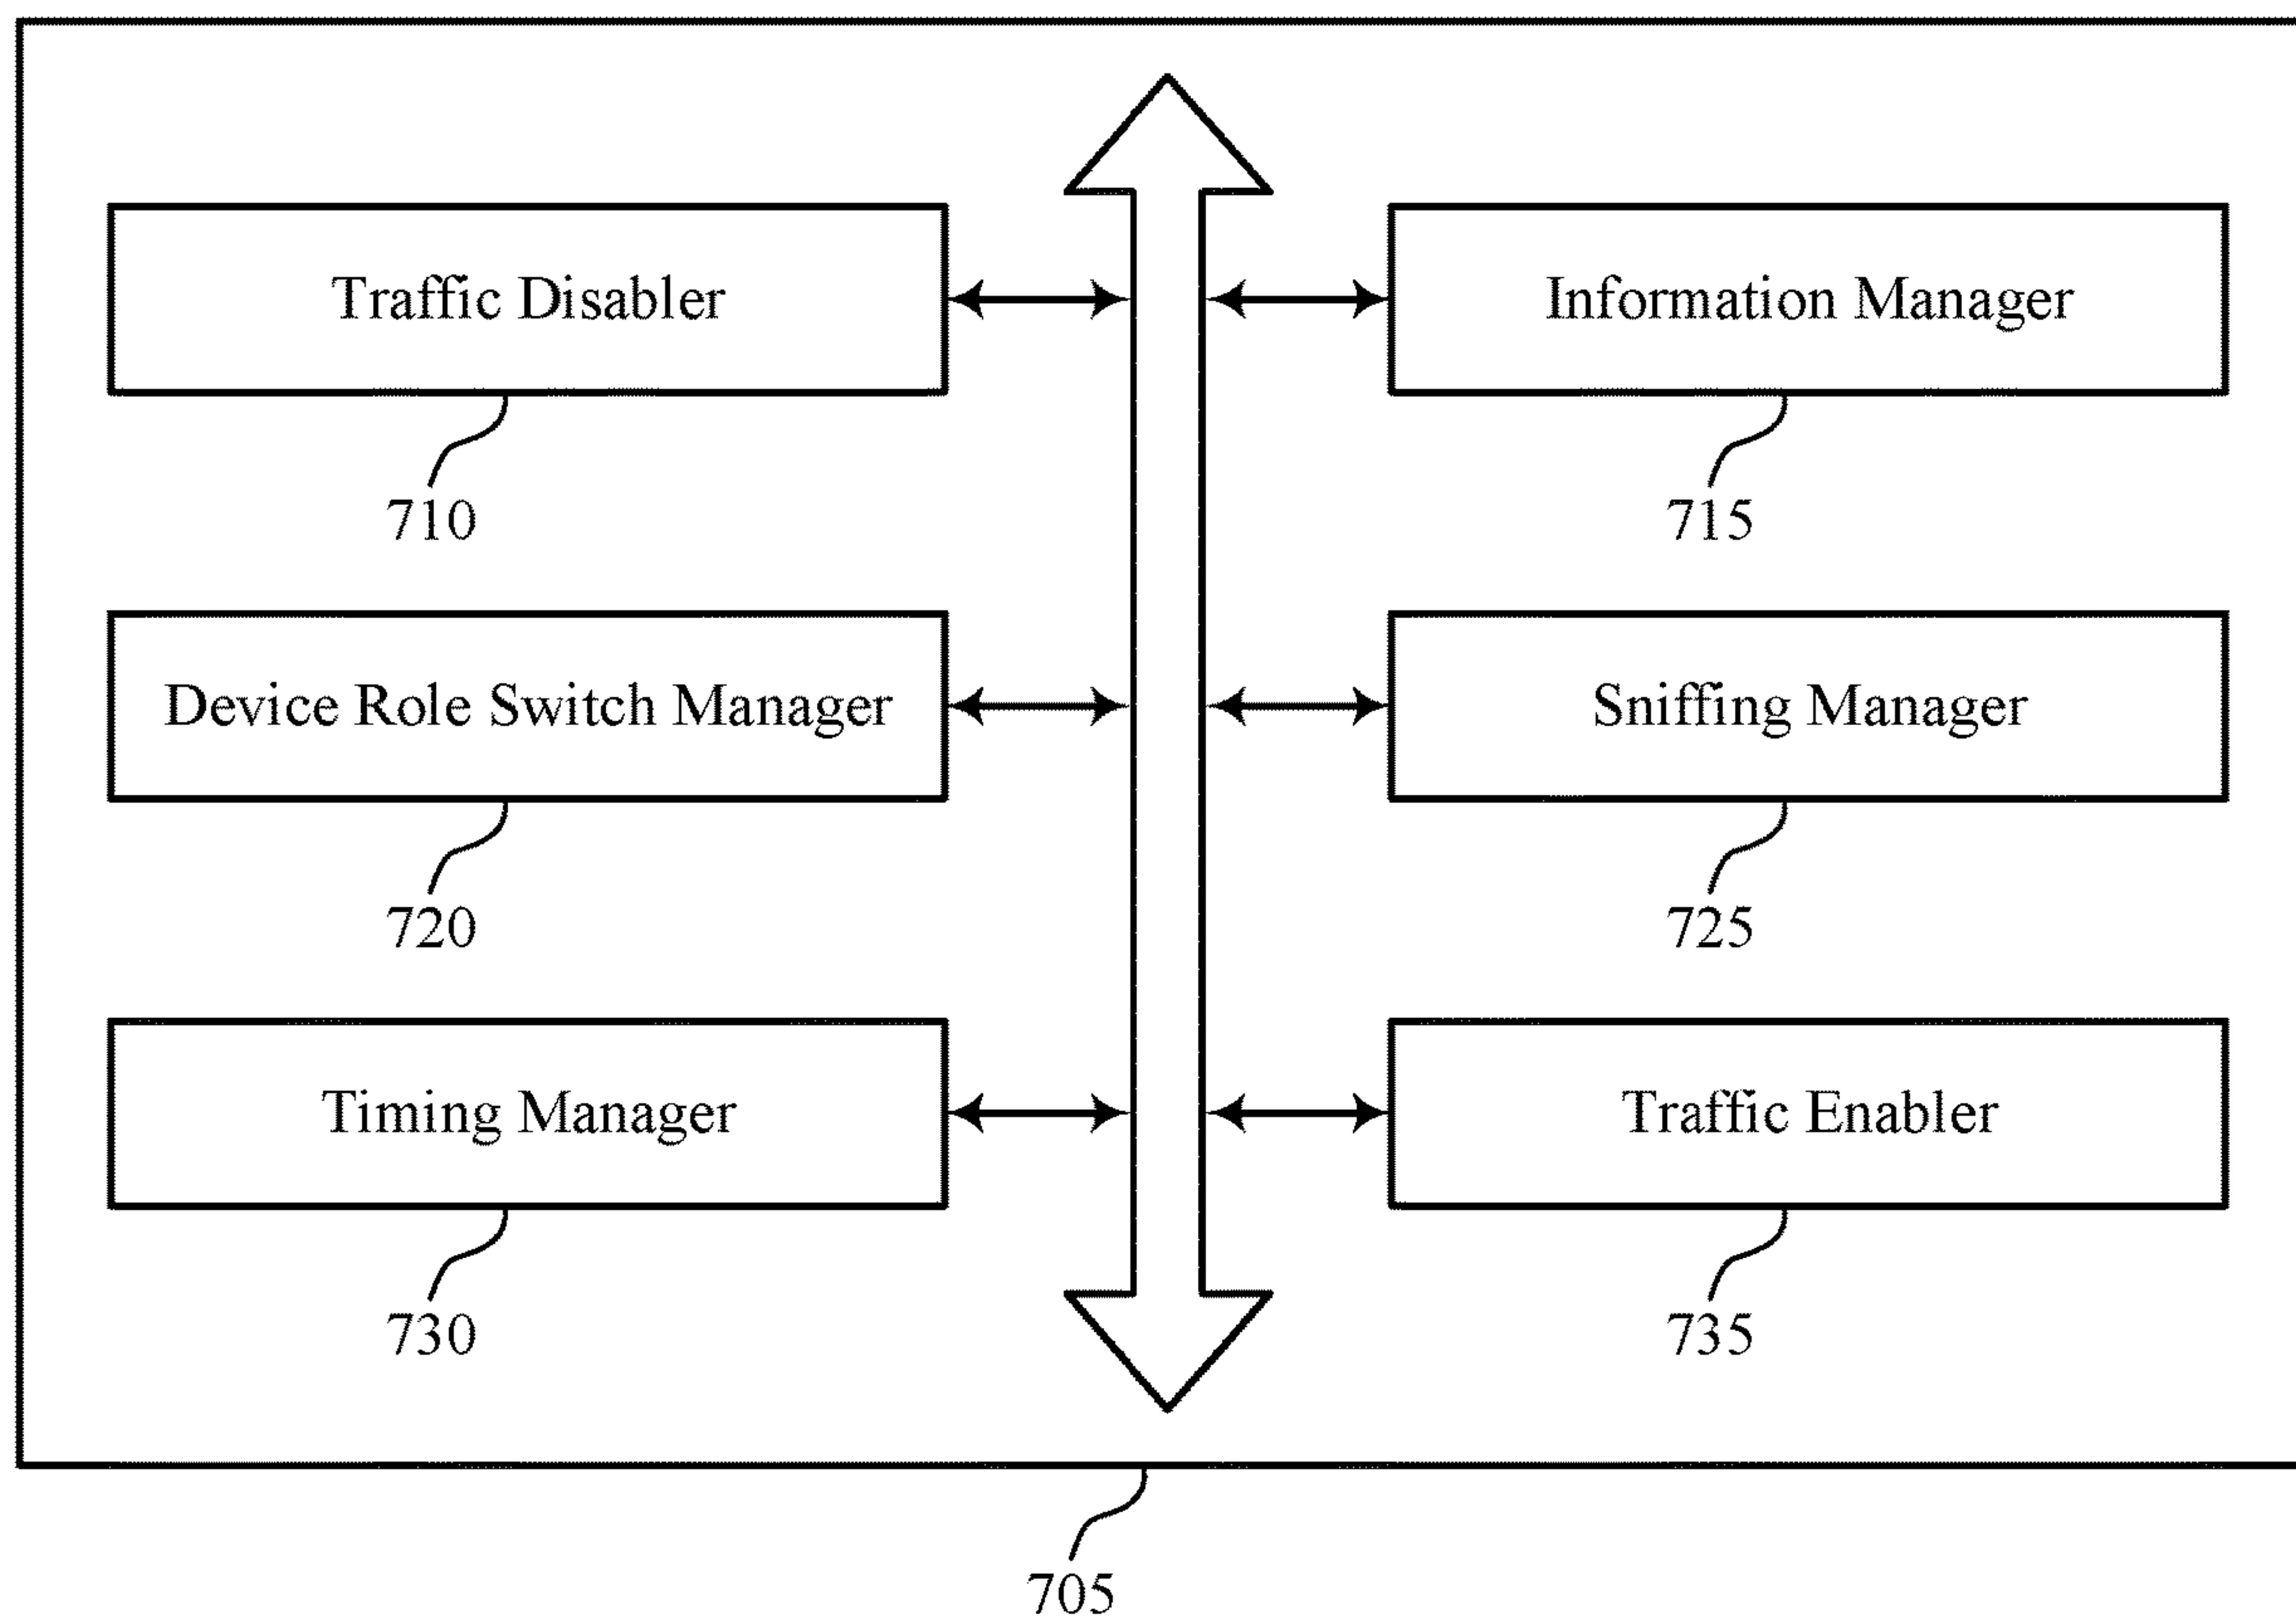 Traffic Disabler
Information Manager
710
715
Device Role Switch Manager
Sniffing Manager
720
725
Timing Manager
Traffic Enabler
730
735
705